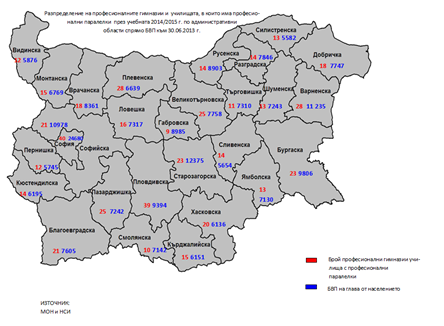 Разпределение на професионалните гимназии и училищата, в които има професио-
нални паралелки през учебната 2014/2015 г. по административни
области спрямо БВП към 30.06.2013 г.
Силистренска
13 5582
Видинска
12 5876
Русенска
14 8903
14 7846
Разградска
Добричка
18 7747
Монтанска
15 6769
Плевенска
28 6639
Врачанска
18 8361
Ловешка
16 7317
Великотърновска
25 7758
Търговищка
11 7310
Шуменска
13 7243
Варненска
28 11 235
Габровска
9 8985
21 10978
40 24680
София
Софийска
Пернишка
12 5745
Сливенска
14
5654
Бургаска
23 9806
23 12375
Старозагорска
Ямболска
13
7130
Кюстендилска
14 6195
Пазарджишка
25 7242
Пловдивска
39 9394
Хасковска
20 6136
Благоевградска
21 7605
Смолянска
10 7142
Кърджалийска
15 6151
Брой професионални гимназии учи-
лища с професионални
паралелки
БВП на глава от населението
ИЗТОЧНИК:
МОН и НСИ